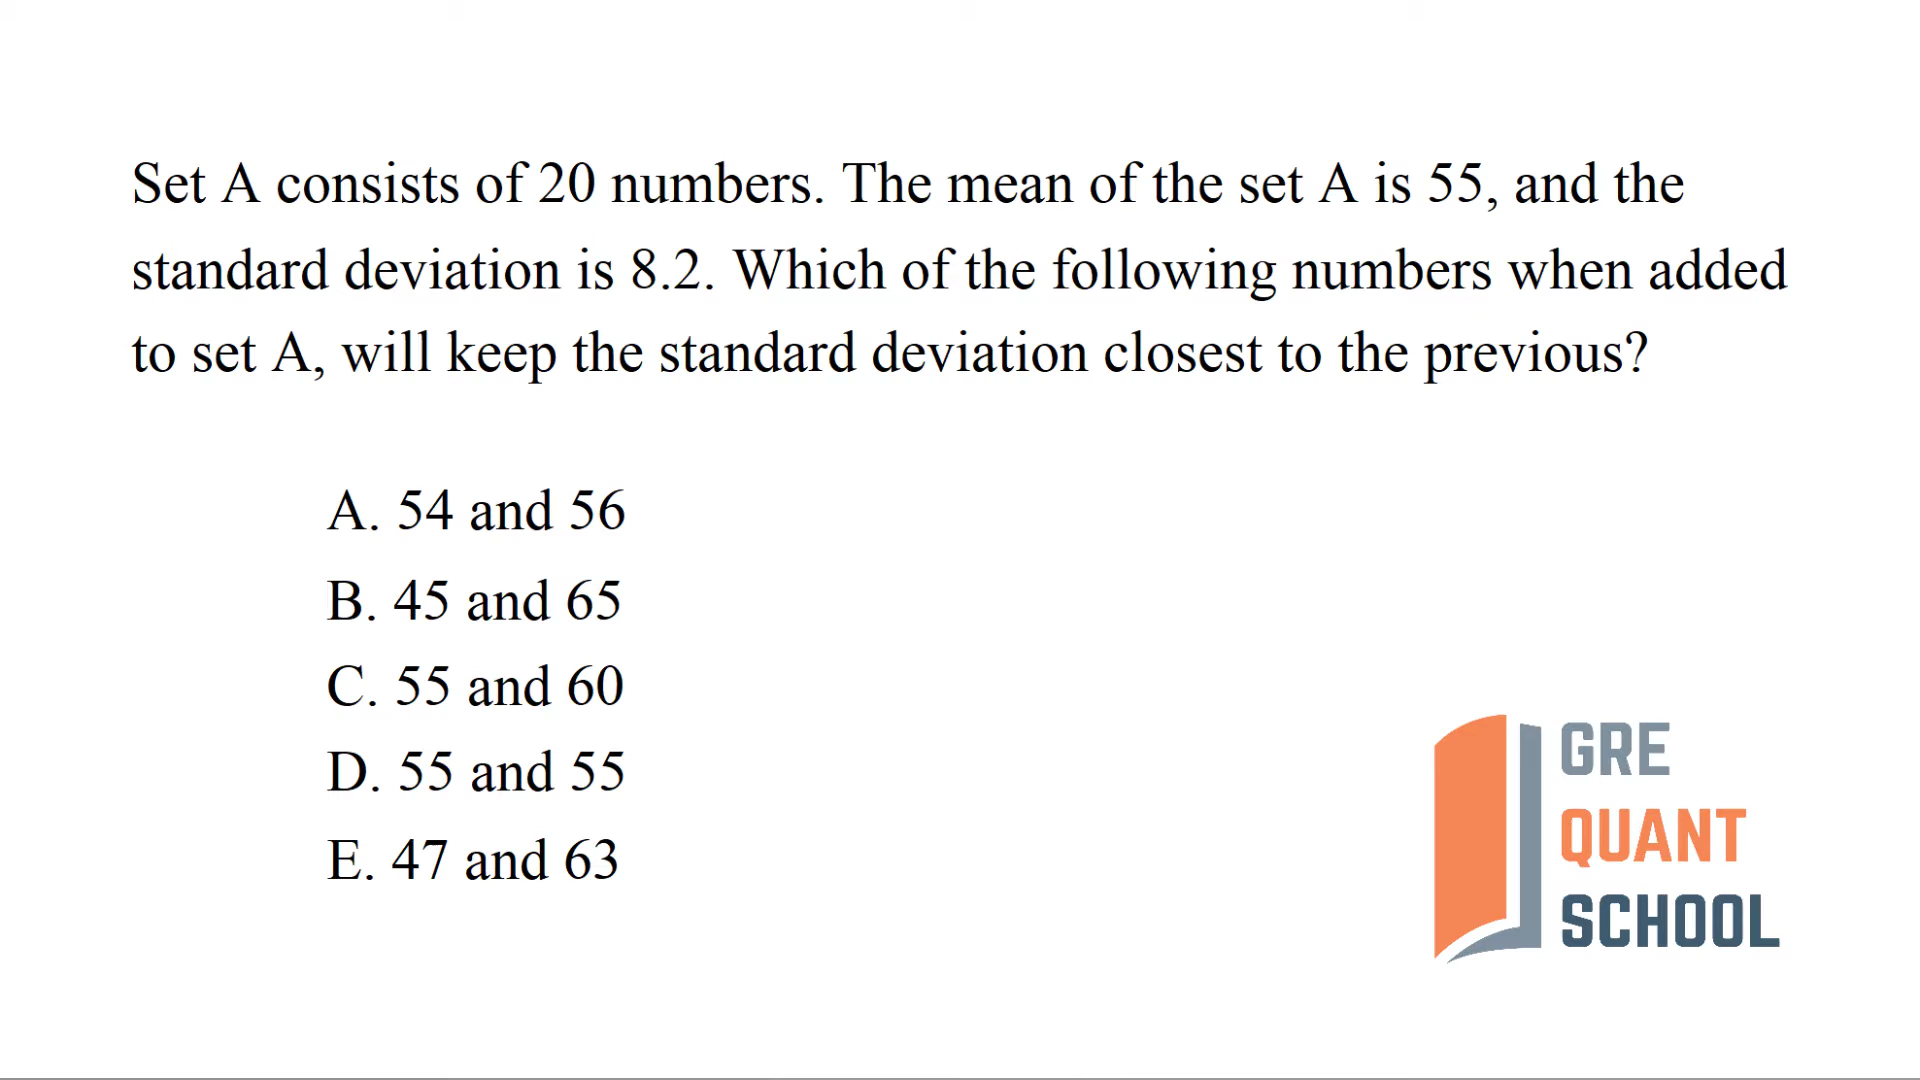 Set A consists of 20 numbers. The mean of the set A is 55, and the
standard deviation is 8.2. Which of the following numbers when added
to set A, will keep the standard deviation closest to the previous?
A. 54 and 56
B. 45 and 65
C. 55 and 60
D. 55 and 55
E. 47 and 63
GRE
QUANT
SCHOOL